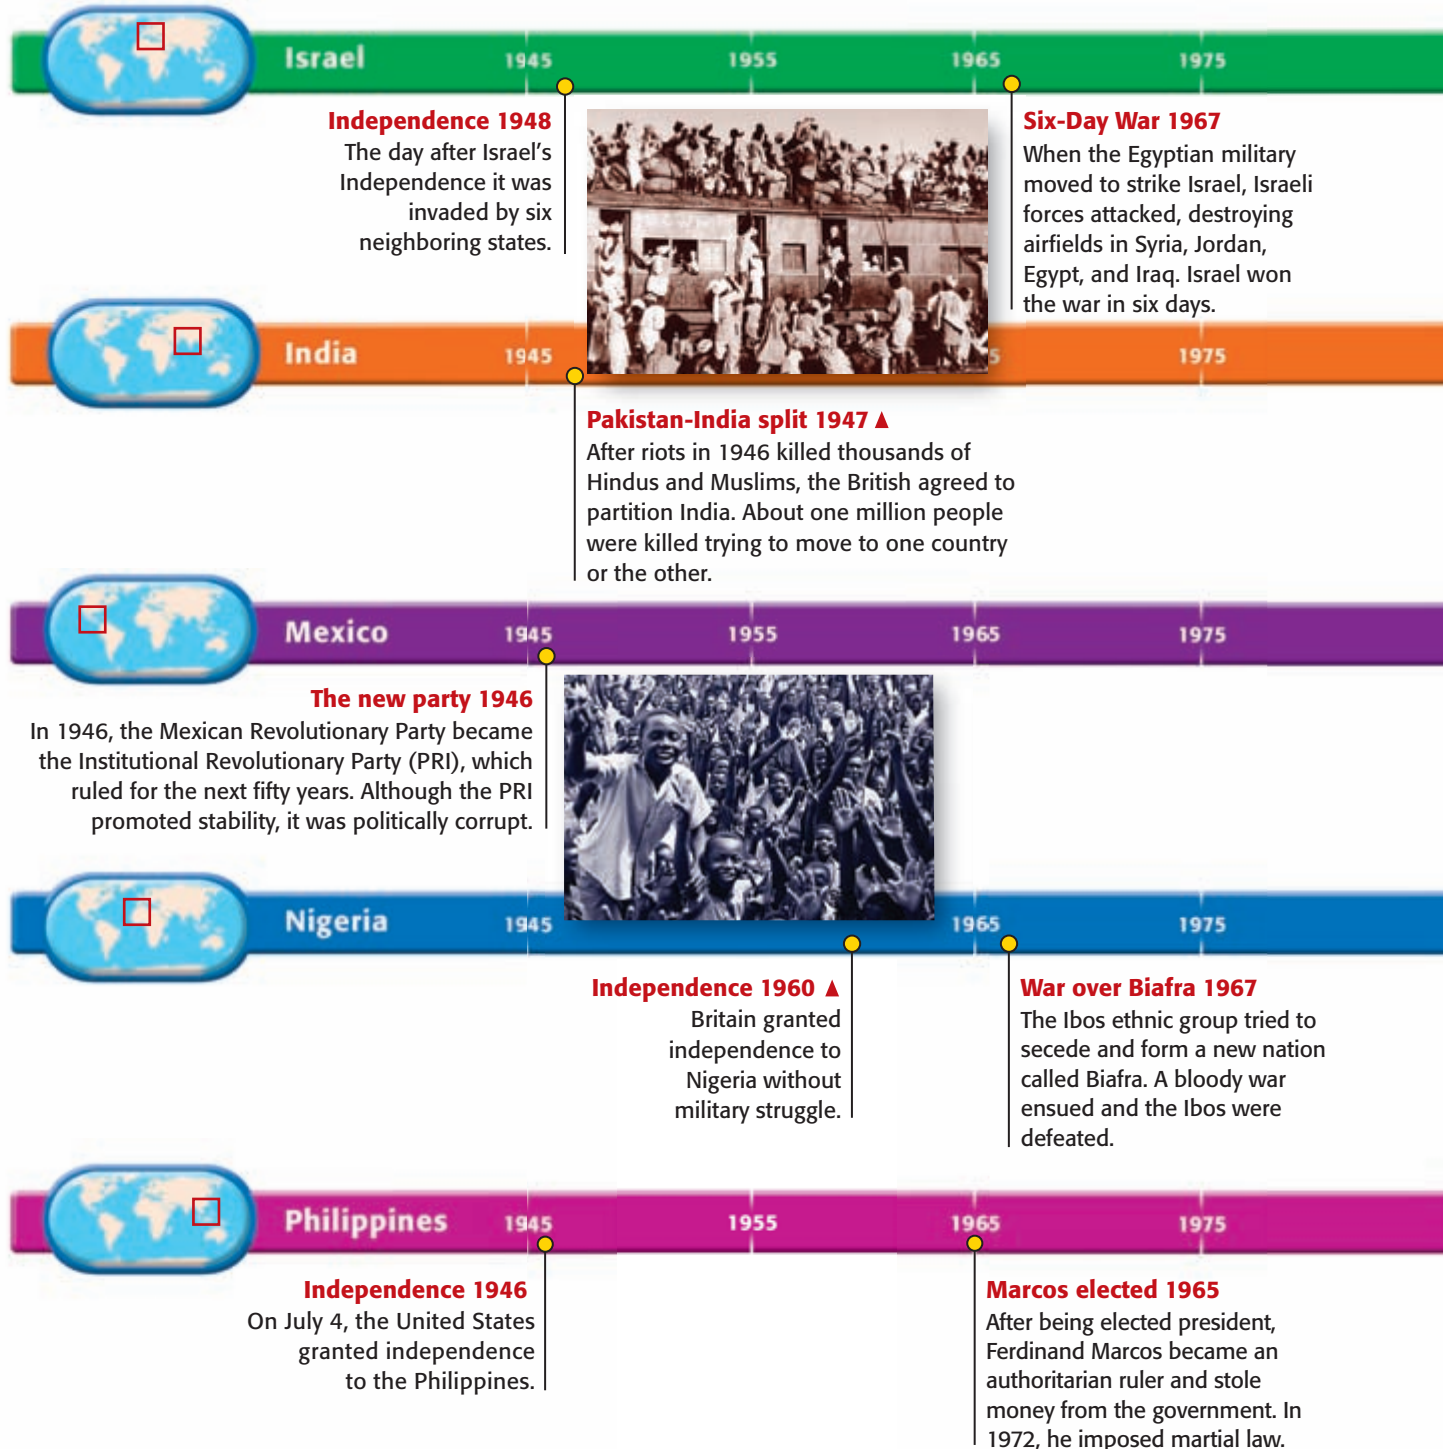 Israel 1945 1955 1965 1975
Independence 1948
The day after Israel's
Independence it was
invaded by six
neighboring states.
Six-Day War 1967
When the Egyptian military
moved to strike Israel, Israeli
forces attacked, destroying
airfields in Syria, Jordan,
Egypt, and Iraq. Israel won
the war in six days.
India 1945 5 1975
Pakistan-India split 1947 ▲
After riots in 1946 killed thousands of
Hindus and Muslims, the British agreed to
partition India. About one million people
were killed trying to move to one country
or the other.
Mexico 1945 1955 1965 1975
The new party 1946
In 1946, the Mexican Revolutionary Party became
the Institutional Revolutionary Party (PRI), which
ruled for the next fifty years. Although the PRI
promoted stability, it was politically corrupt.
Nigeria 1945 1965 1975
Independence 1960 ▲
Britain granted
independence to
Nigeria without
military struggle.
War over Biafra 1967
The Ibos ethnic group tried to
secede and form a new nation
called Biafra. A bloody war
ensued and the Ibos were
defeated.
Philippines 1945 1955 1965 1975
Independence 1946
On July 4, the United States
granted independence
to the Philippines.
Marcos elected 1965
After being elected president,
Ferdinand Marcos became an
authoritarian ruler and stole
money from the government. In
1972, he imposed martial law.